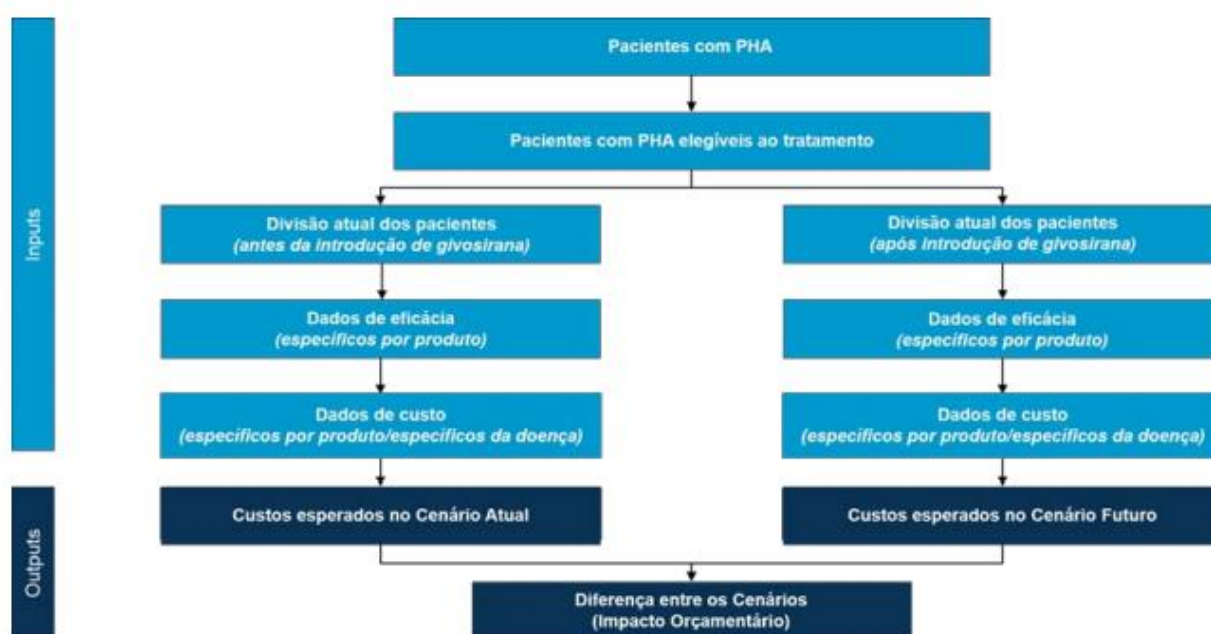 Inputs
Pacientes com PHA
Pacientes com PHA elegíveis ao tratamento
Divisão atual dos pacientes
(antes da introdução de givosirana)
Divisão atual dos pacientes
(após introdução de givosirana)
Dados de eficácia
(específicos por produto)
Dados de eficácia
(específicos por produto)
Dados de custo
(específicos por produto/específicos da doença)
Dados de custo
(específicos por produto/específicos da doença)
Outputs
Custos esperados no Cenário Atual
Custos esperados no Cenário Futuro
Diferença entre os Cenários
(Impacto Orçamentário)